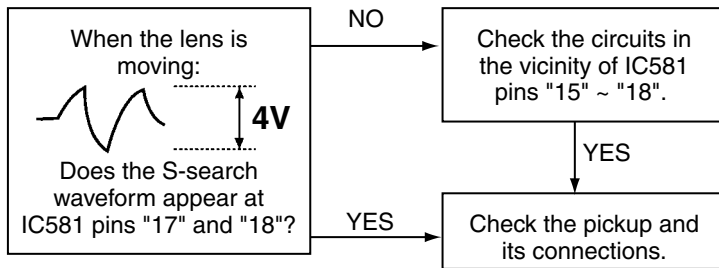 When the lens is
moving:
4V
Does the S-search
waveform appear at
IC581 pins "17" and "18"?
NO
Check the circuits in
the vicinity of IC581
pins "15" ~ "18".
YES
YES
Check the pickup and
its connections.